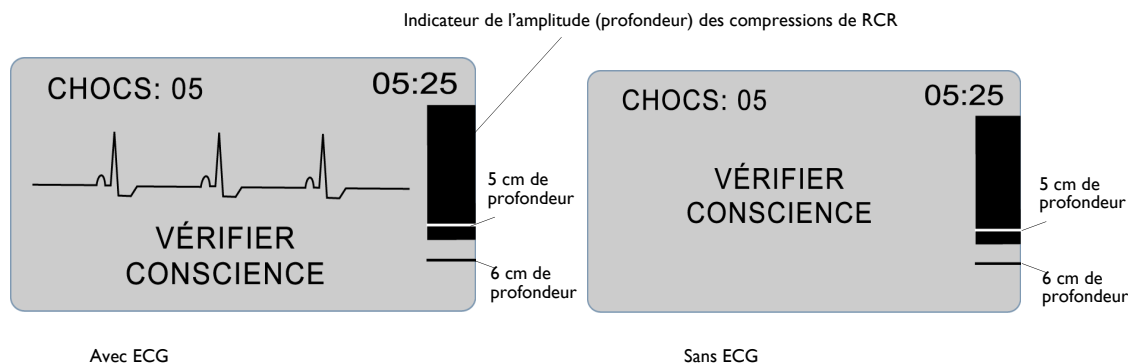 Indicateur de l’amplitude (profondeur) des compressions de RCR
CHOCS: 05
05:25
VÉRIFIER
CONSCIENCE
5 cm de
profondeur
6 cm de
profondeur
Avec ECG
CHOCS: 05
05:25
VÉRIFIER
CONSCIENCE
5 cm de
profondeur
6 cm de
profondeur
Sans ECG